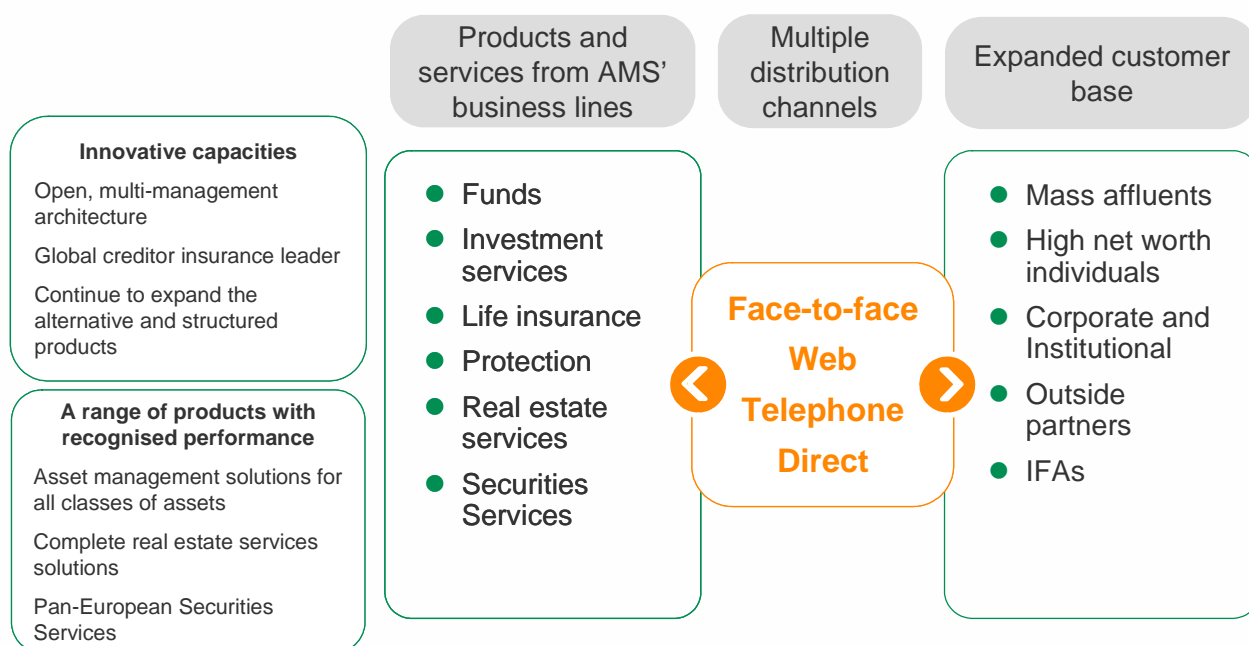 Products and
services from AMS’
business lines
Multiple
distribution
channels
Expanded customer
base
Innovative capacities
Open, multi-management
architecture
Global creditor insurance leader
Continue to expand the
alternative and structured
products
A range of products with
recognised performance
Asset management solutions for
all classes of assets
Complete real estate services
solutions
Pan-European Securities
Services
Funds
Investment
services
Life insurance
Protection
Real estate
services
Securities
Services
Face-to-face
Web
Telephone
Direct
Mass affluents
High net worth
individuals
Corporate and
Institutional
Outside
partners
IFAs